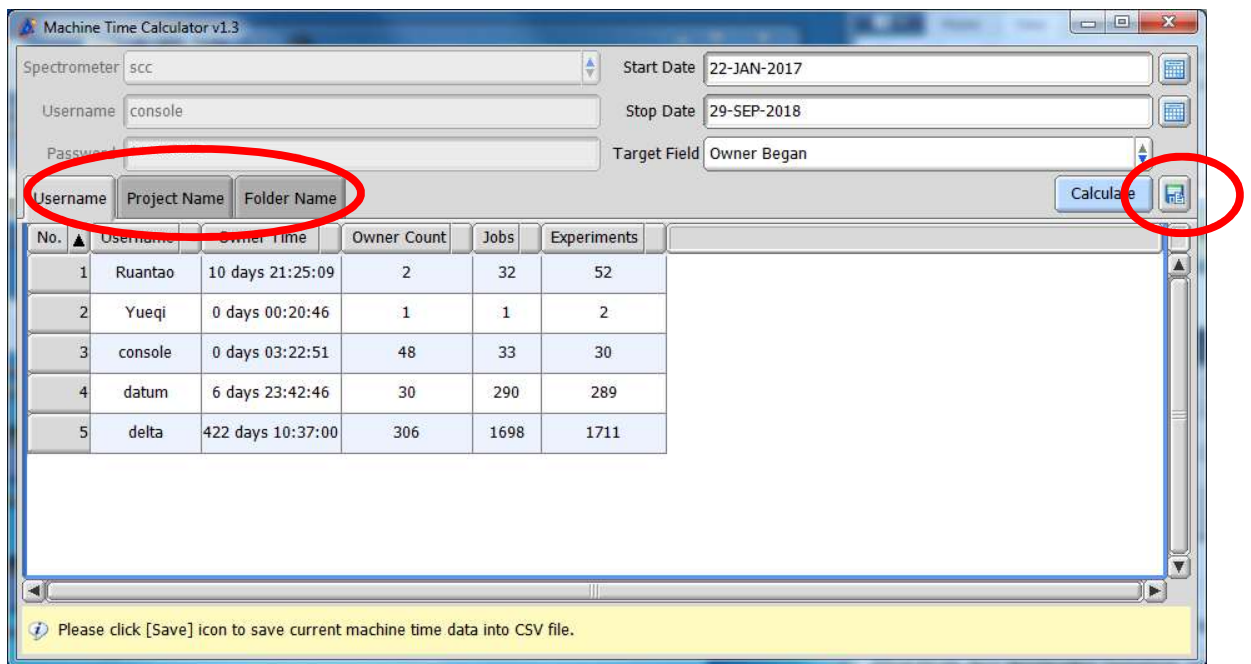 Machine Time Calculator v1.3
Spectrometer scc Start Date 22-JAN-2017
Username console Stop Date 29-SEP-2018
Password Target Field Owner Began
Username Project Name Folder Name Calculate
No. Username Owner Time Owner Count Jobs Experiments
1 Ruantao 10 days 21:25:09 2 32 52
2 Yueqi 0 days 00:20:46 1 1 2
3 console 0 days 03:22:51 48 33 30
4 datum 6 days 23:42:46 30 290 289
5 delta 422 days 10:37:00 306 1698 1711
Please click [Save] icon to save current machine time data into CSV file.